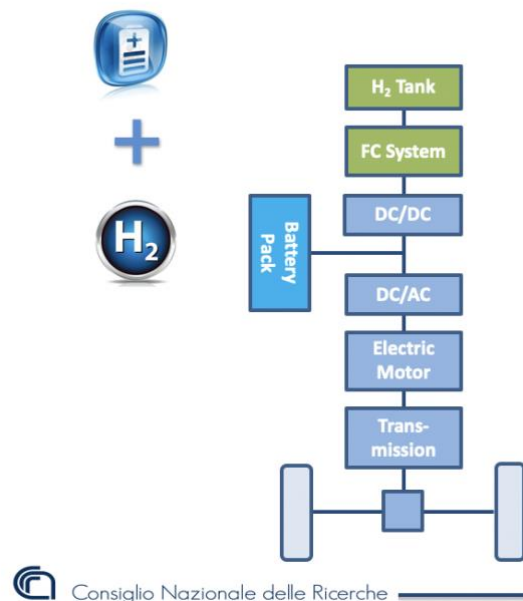 H₂ Tank
FC System
DC/DC
Battery
Pack
H₂
DC/AC
Electric
Motor
Trans-
mission
Consiglio Nazionale delle Ricerche